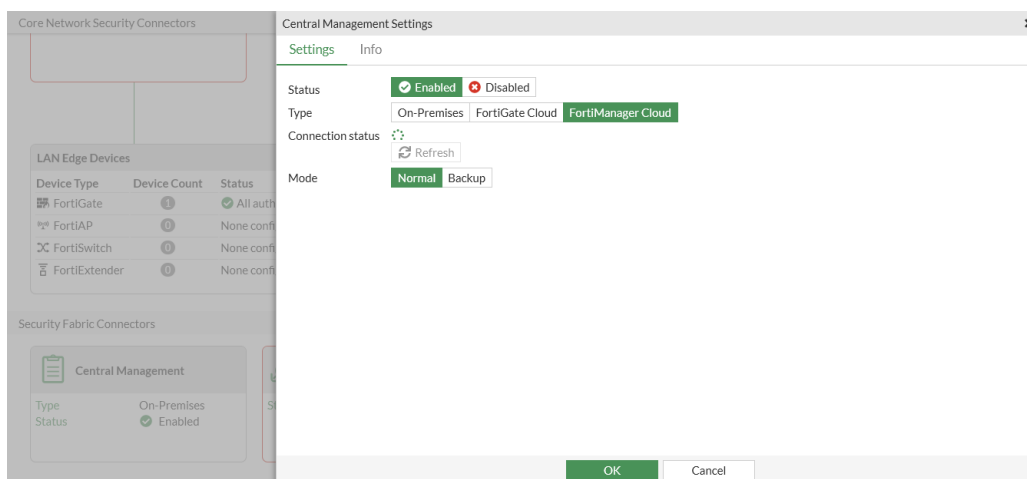 Core Network Security Connectors
Central Management Settings
Settings Info
Status Enabled Disabled
Type On-Premises FortiGate Cloud FortiManager Cloud
Connection status
Refresh
Mode Normal Backup
LAN Edge Devices
Device Type Device Count Status
FortiGate 1 All auth
FortiAP 0 None confi
FortiSwitch 0 None confi
FortiExtender 0 None confi
Security Fabric Connectors
Central Management
Type On-Premises
Status Enabled
OK Cancel